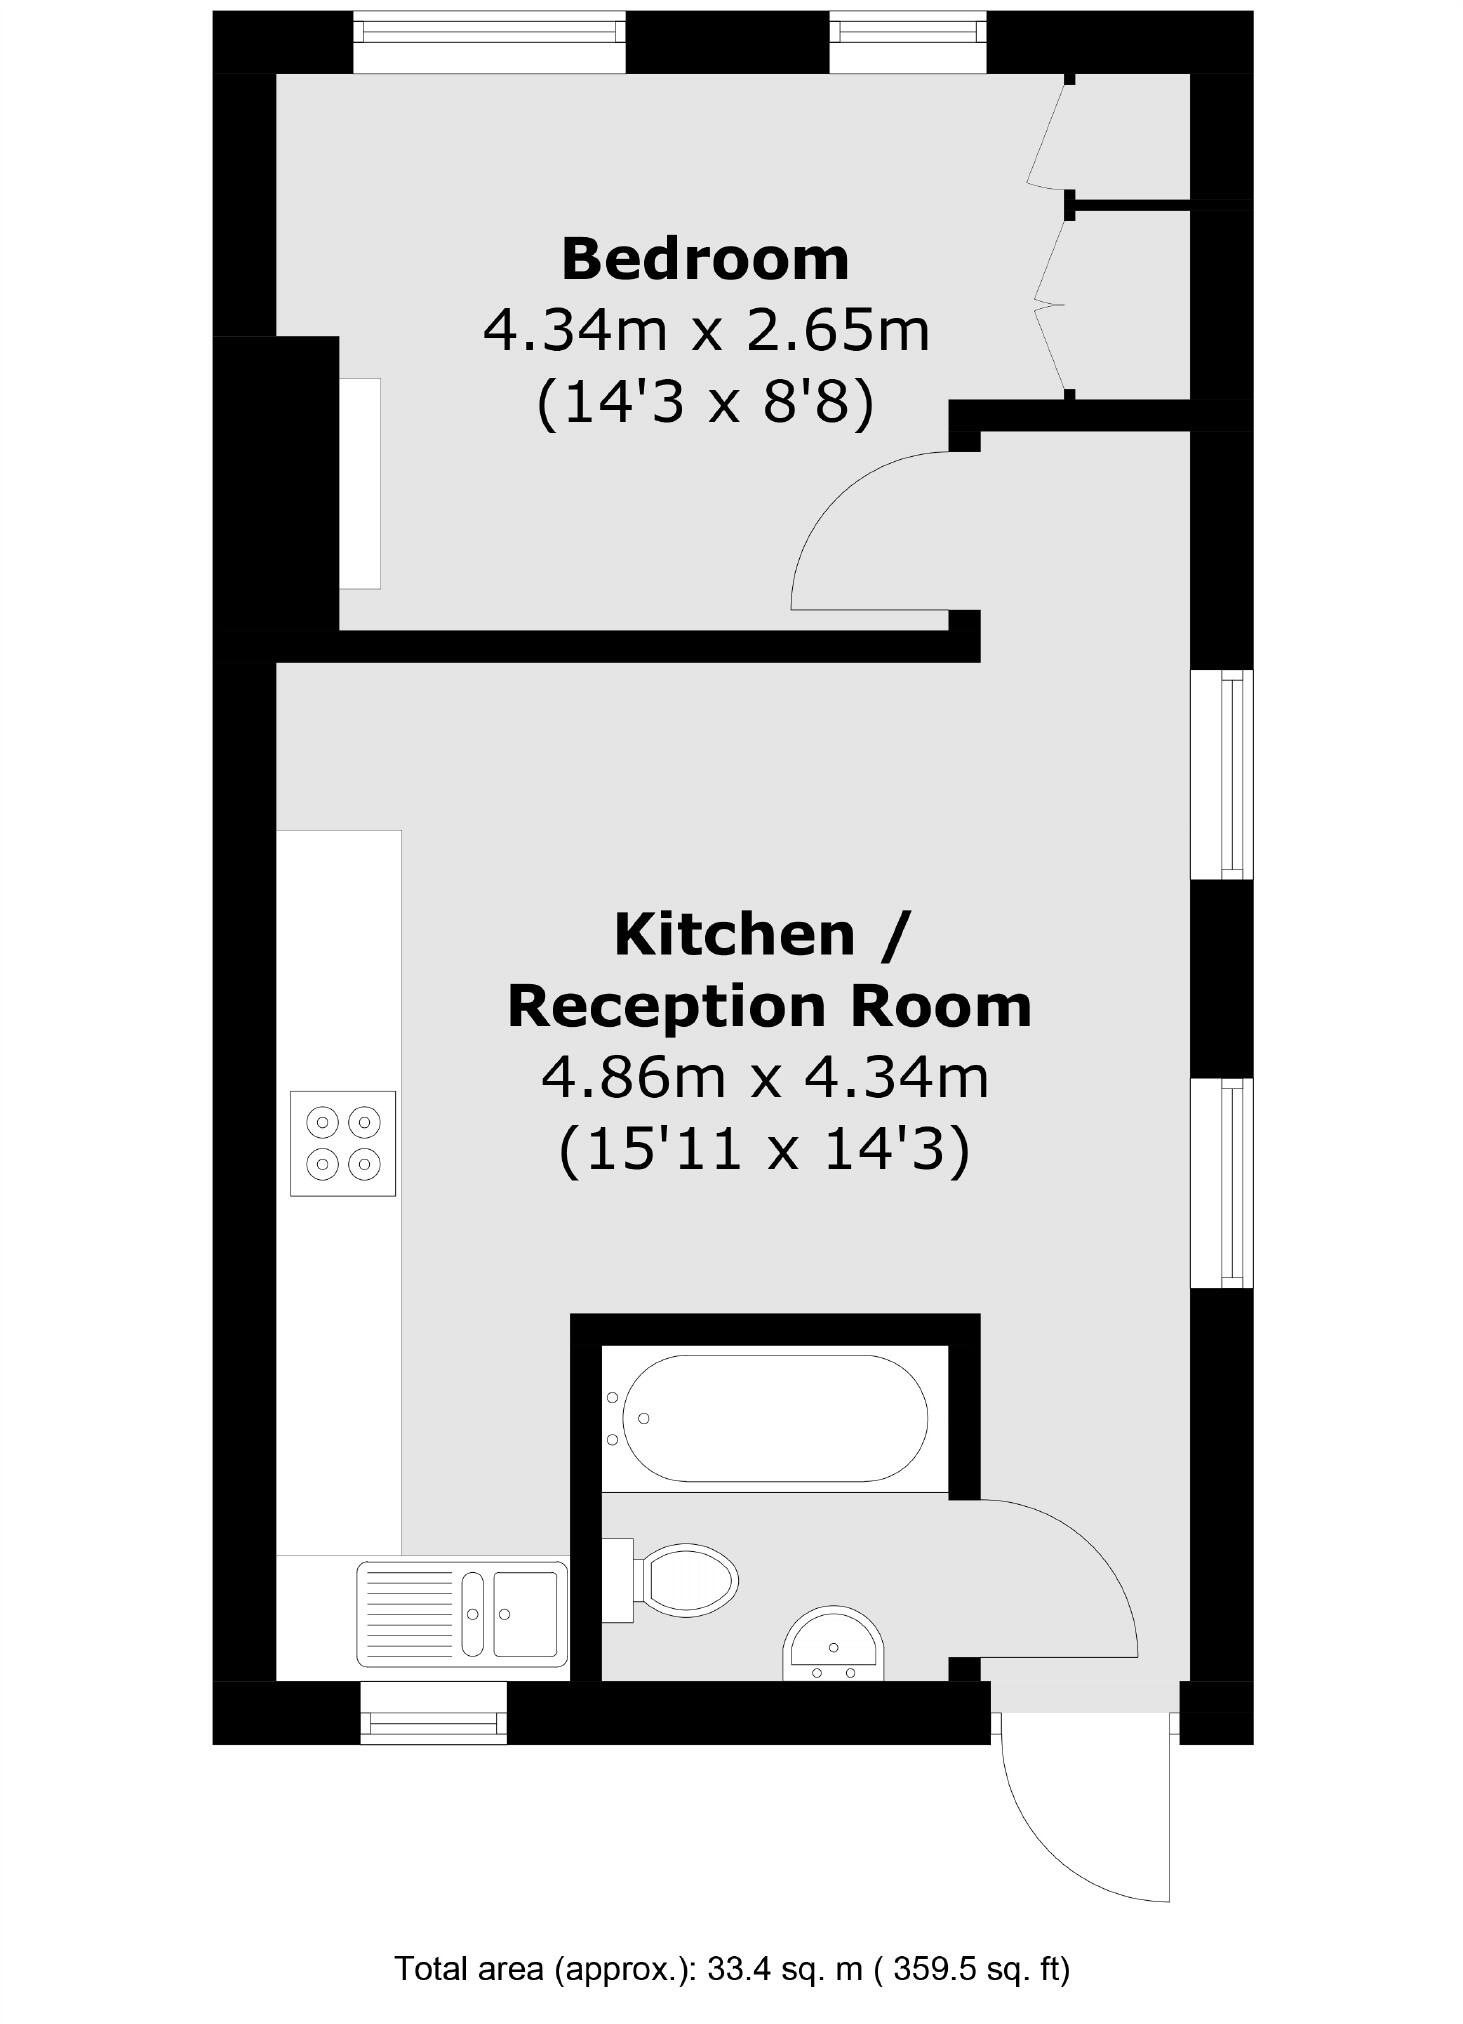 Bedroom
4.34m x 2.65m
(14'3 x 8'8)
Kitchen /
Reception Room
4.86m x 4.34m
(15'11 x 14'3)
Total area (approx.): 33.4 sq. m ( 359.5 sq. ft)